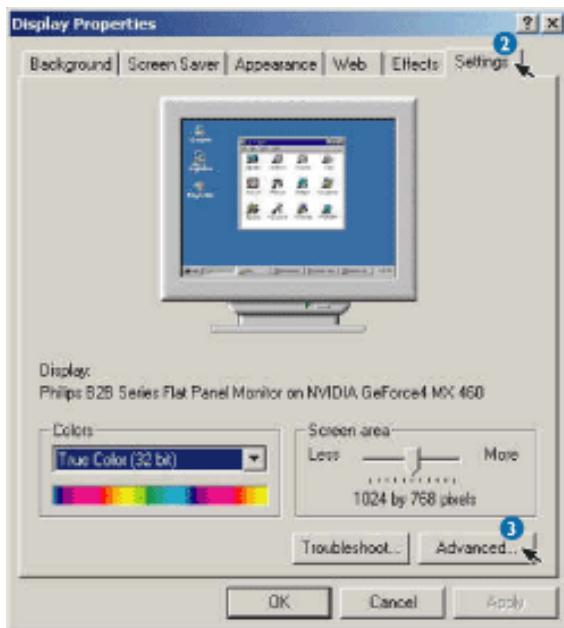 Display Properties
2
Background Screen Saver Appearance Web Effects Settings
Display:
Philips B2B Series Flat Panel Monitor on NVIDIA GeForce4 MX 460
Colors
True Color (32 bit)
Screen area
Less More
1024 by 768 pixels
3
Troubleshoot... Advanced...
OK Cancel Apply